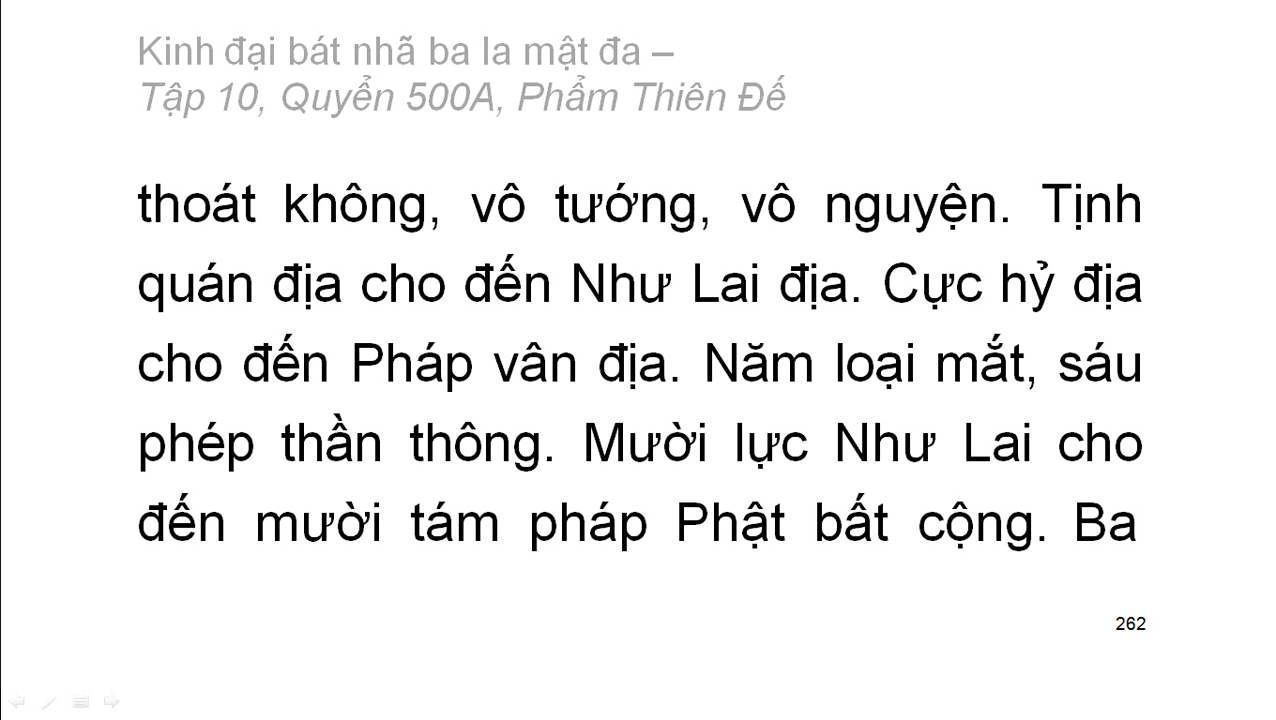 Kinh đại bát nhã ba la mật đa –
Tập 10, Quyển 500A, Phẩm Thiên Đế
thoát không, vô tướng, vô nguyện. Tịnh
quán địa cho đến Như Lai địa. Cực hỷ địa
cho đến Pháp vân địa. Năm loại mắt, sáu
phép thần thông. Mười lực Như Lai cho
đến mười tám pháp Phật bất cộng. Ba
262